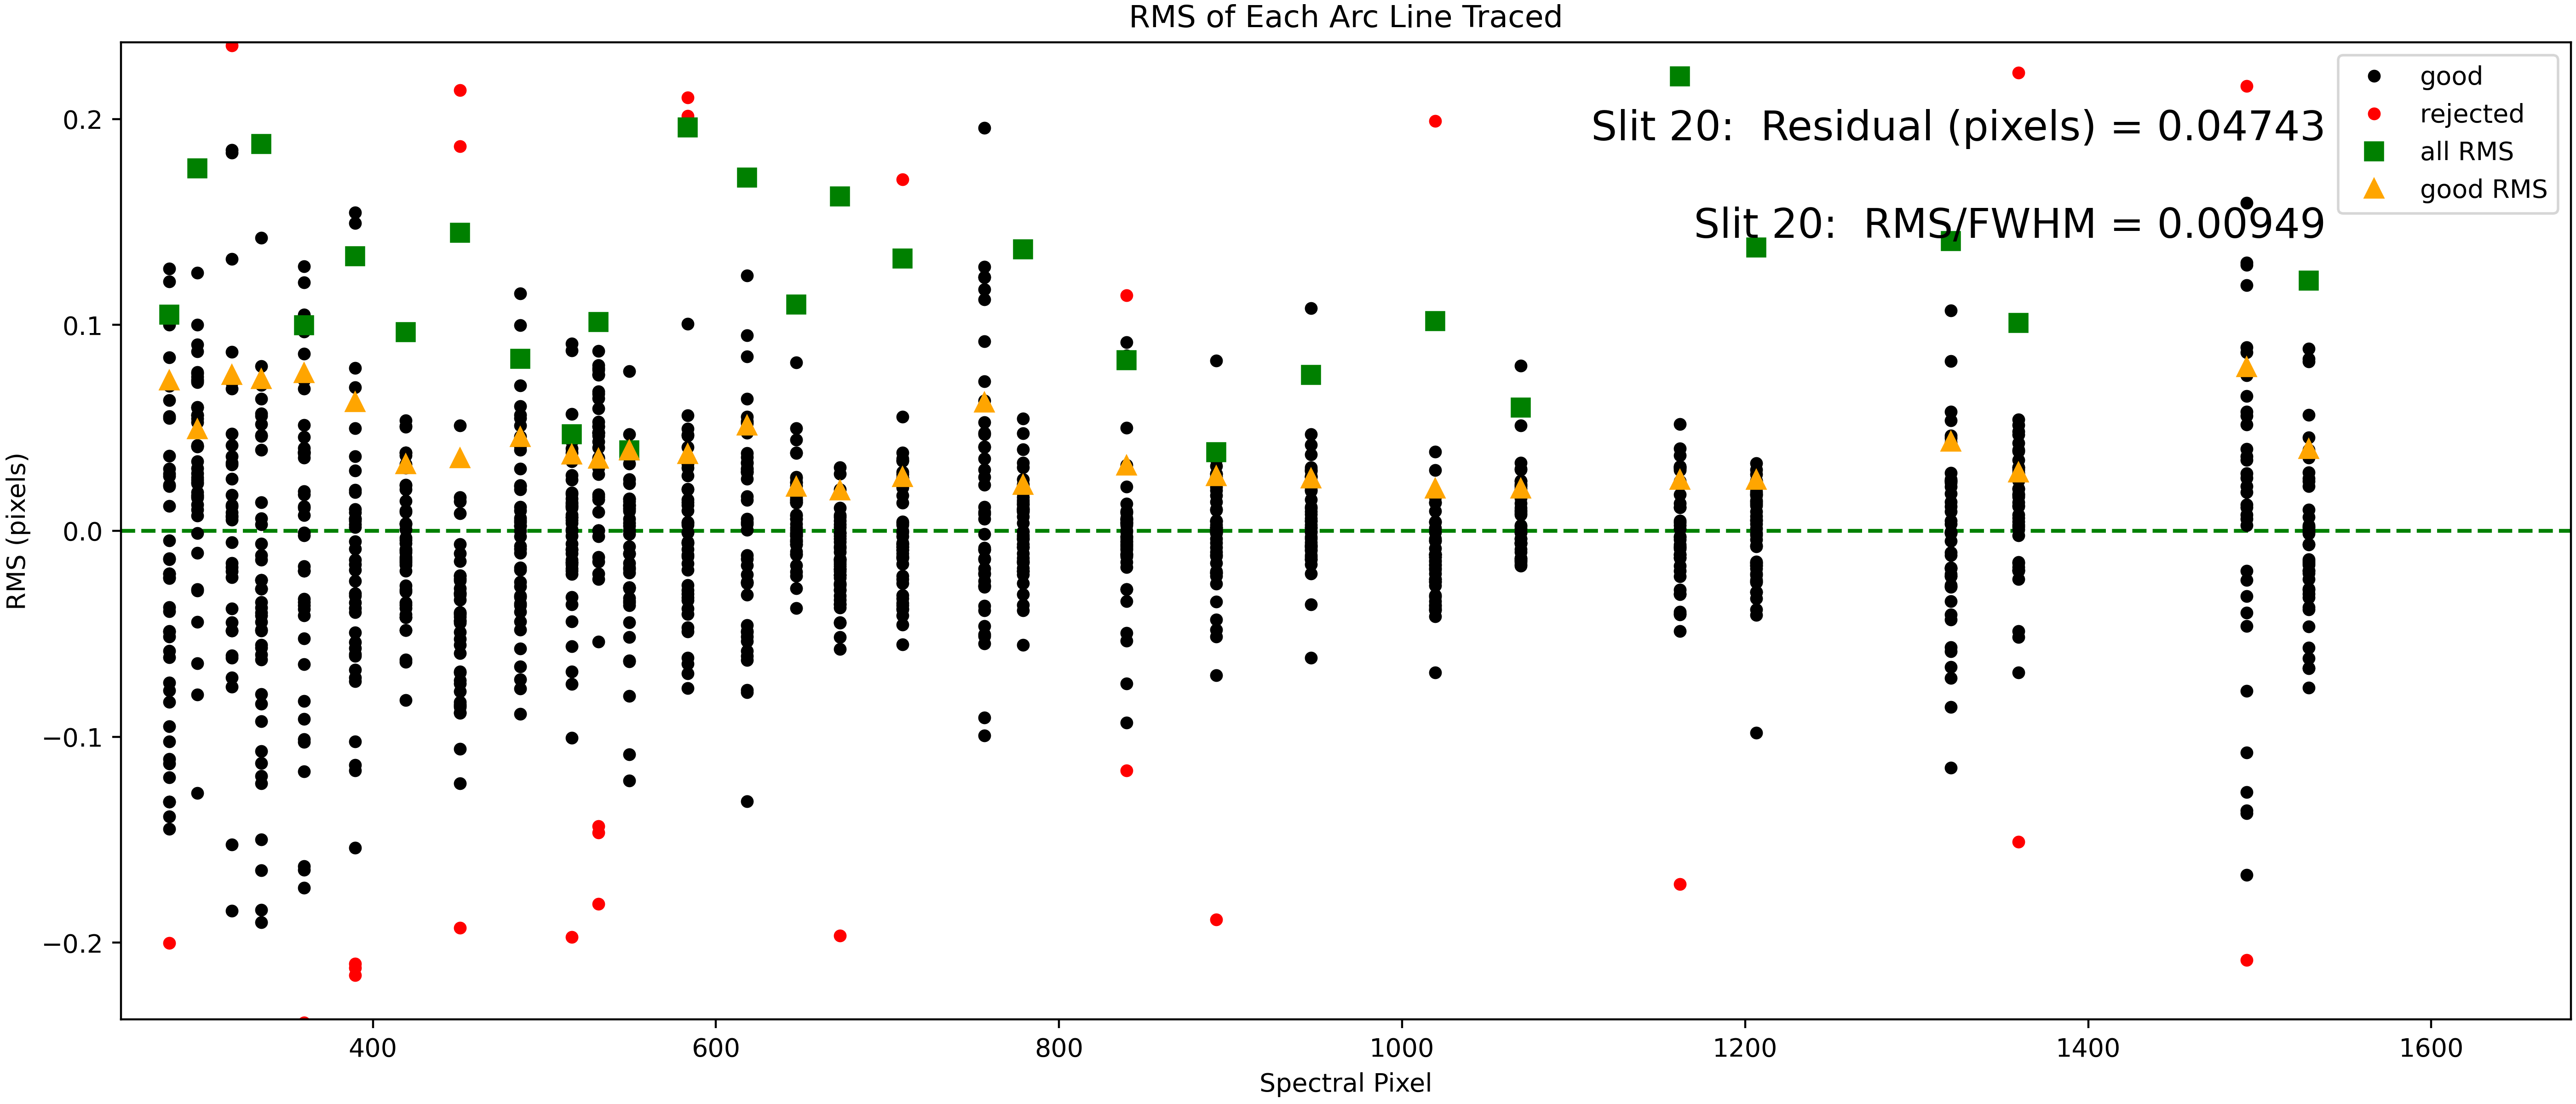 RMS of Each Arc Line Traced
good
rejected
all RMS
good RMS
Slit 20:  Residual (pixels) = 0.04743
Slit 20:  RMS/FWHM = 0.00949
RMS (pixels)
0.2
0.1
0.0
−0.1
−0.2
400 600 800 1000 1200 1400 1600
Spectral Pixel